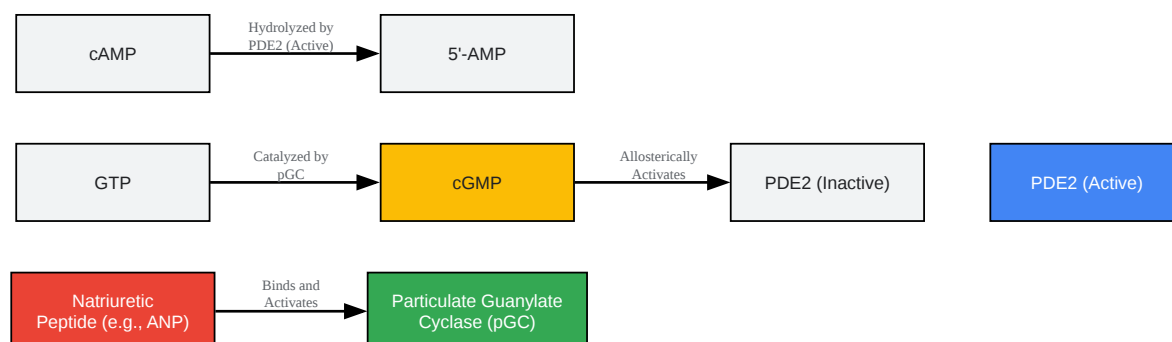 cAMP
Hydrolyzed by
PDE2 (Active)
5'-AMP
GTP
Catalyzed by
pGC
cGMP
Allosterically
Activates
PDE2 (Inactive)
PDE2 (Active)
Natriuretic
Peptide (e.g., ANP)
Binds and
Activates
Particulate Guanylate
Cyclase (pGC)